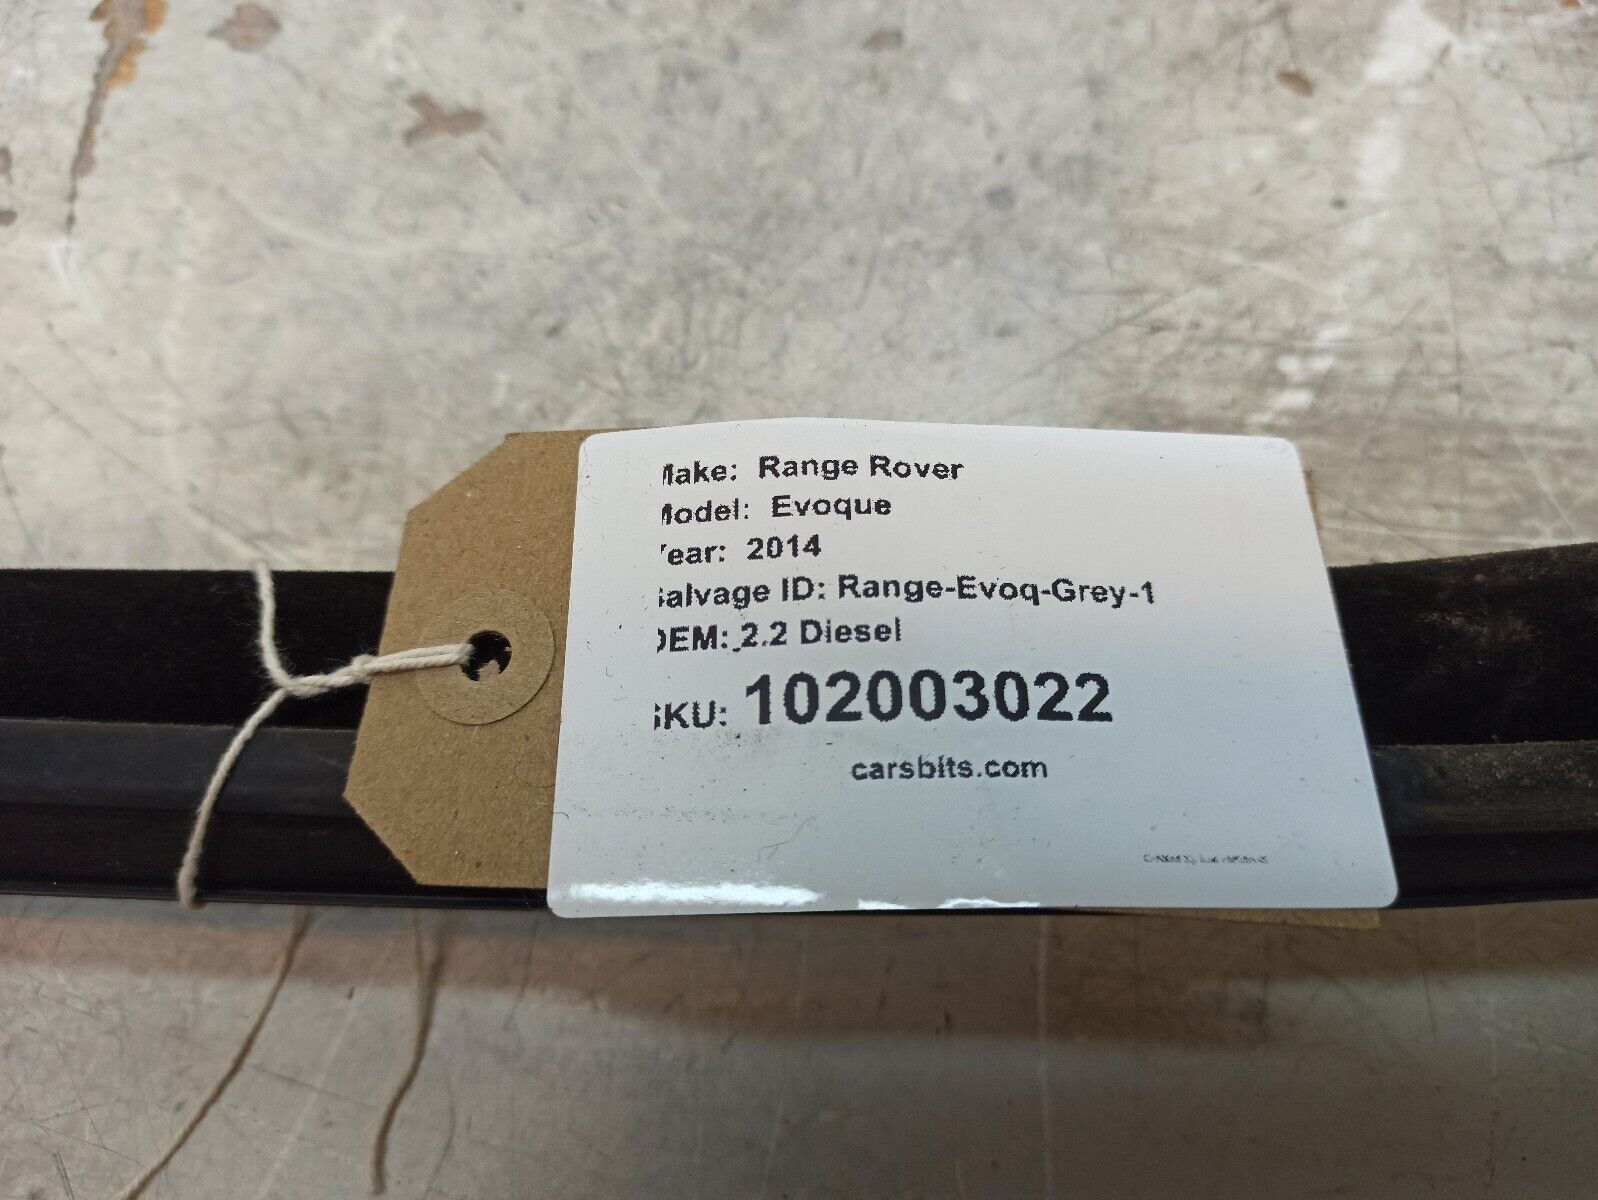 Make: Range Rover
Model: Evoque
Year: 2014
Salvage ID: Range-Evoq-Grey-1
OEM: 2.2 Diesel
SKU: 102003022
carsbits.com